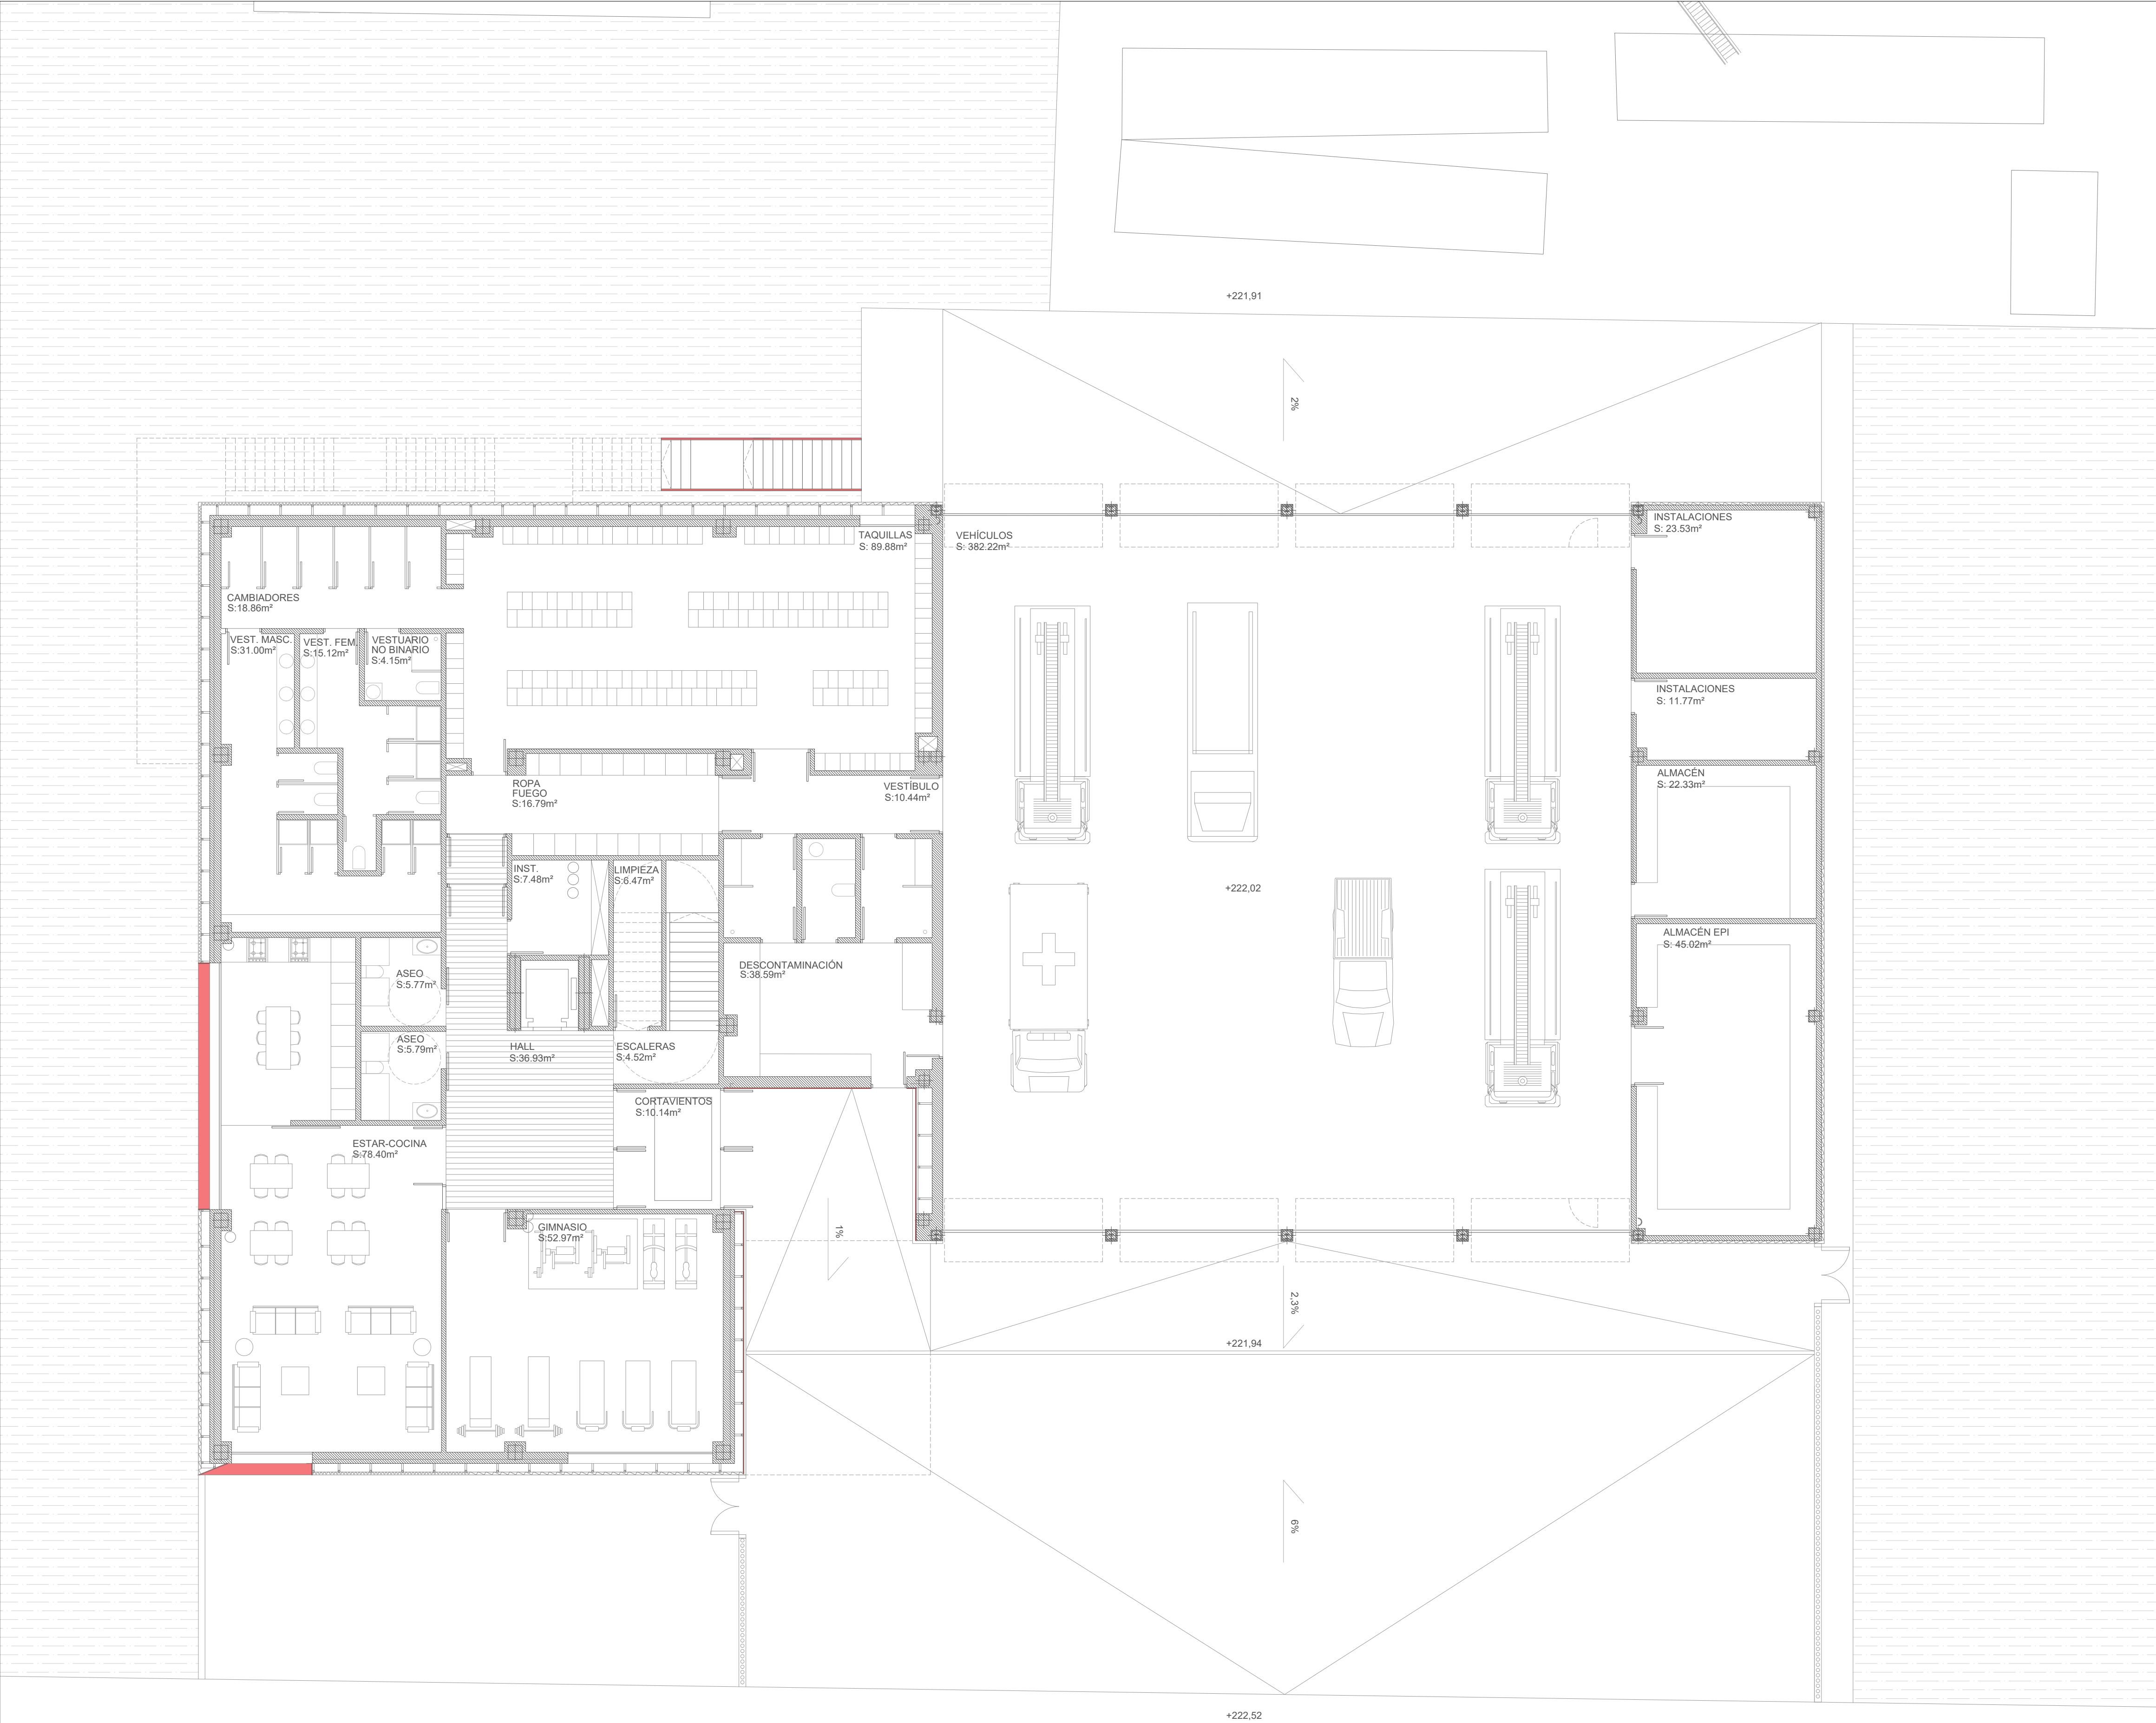 +221,91
2%
TAQUILLAS
S: 89.88m²
VEHÍCULOS
S: 382.22m²
INSTALACIONES
S: 23.53m²
CAMBIADORES
S:18.86m²
VEST. MASC.
S:31.00m²
VEST. FEM.
S:15.12m²
VESTUARIO
NO BINARIO
S:4.15m²
INSTALACIONES
S: 11.77m²
ROPA
FUEGO
S:16.79m²
VESTÍBULO
S:10.44m²
ALMACÉN
S: 22.33m²
INST.
S:7.48m²
LIMPIEZA
S:6.47m²
+222,02
ALMACÉN EPI
S: 45.02m²
ASEO
S:5.77m²
DESCONTAMINACIÓN
S:38.59m²
ASEO
S:5.79m²
HALL
S:36.93m²
ESCALERAS
S:4.52m²
CORTAVIENTOS
S:10.14m²
ESTAR-COCINA
S:78.40m²
GIMNASIO
S:52.97m²
1%
2,3%
+221,94
6%
+222,52